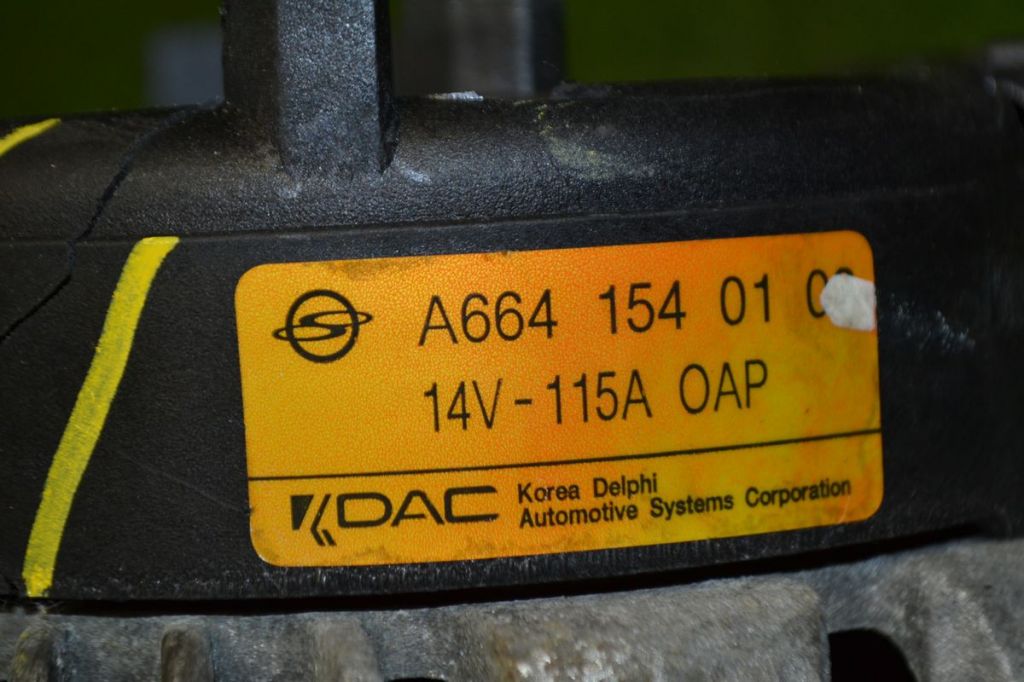 A664 154 01
14V - 115A OAP
KDAC Korea Delphi
Automotive Systems Corporation